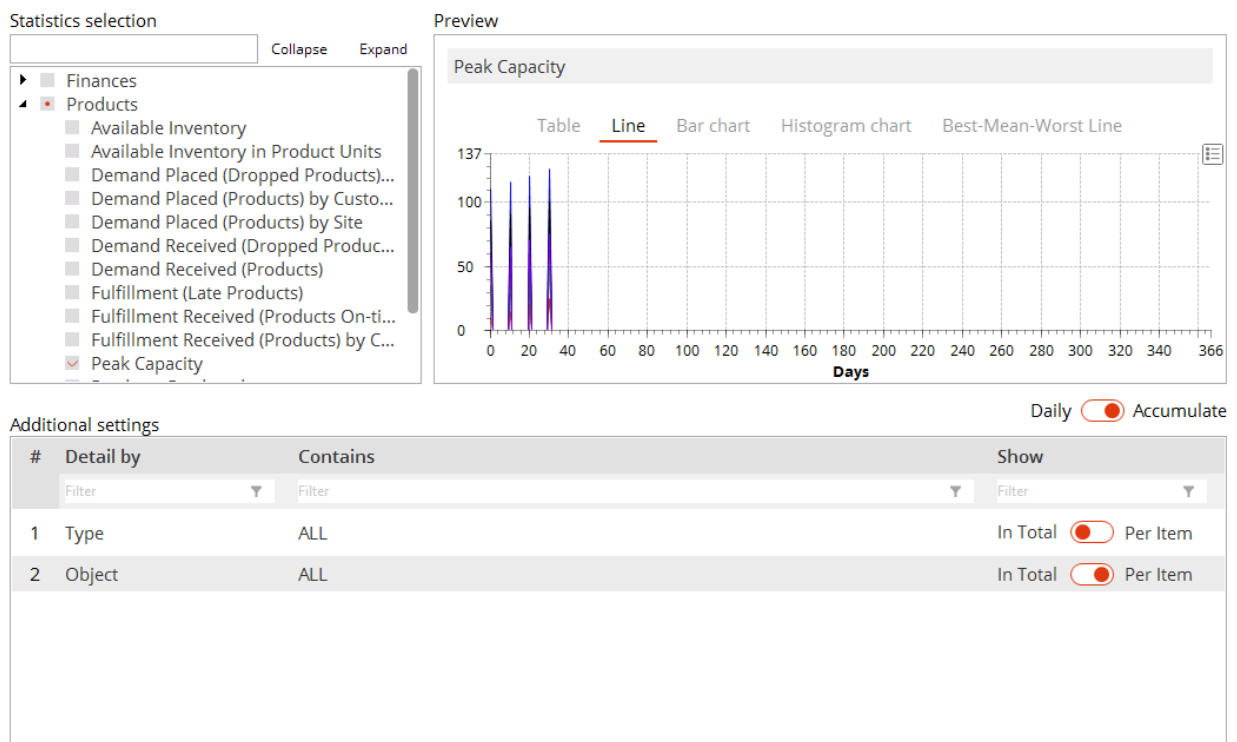 Statistics selection
Collapse Expand
Finances
Products
Available Inventory
Available Inventory in Product Units
Demand Placed (Dropped Products)...
Demand Placed (Products) by Custo...
Demand Placed (Products) by Site
Demand Received (Dropped Produc...
Demand Received (Products)
Fulfillment (Late Products)
Fulfillment Received (Products On-ti...
Fulfillment Received (Products) by C...
Peak Capacity
Preview
Peak Capacity
Table Line Bar chart Histogram chart Best-Mean-Worst Line
137
100
50
0
0 20 40 60 80 100 120 140 160 180 200 220 240 260 280 300 320 340 366
Days
Daily Accumulate
Additional settings
# Detail by Contains Show
Filter Filter Filter
1 Type ALL In Total Per Item
2 Object ALL In Total Per Item